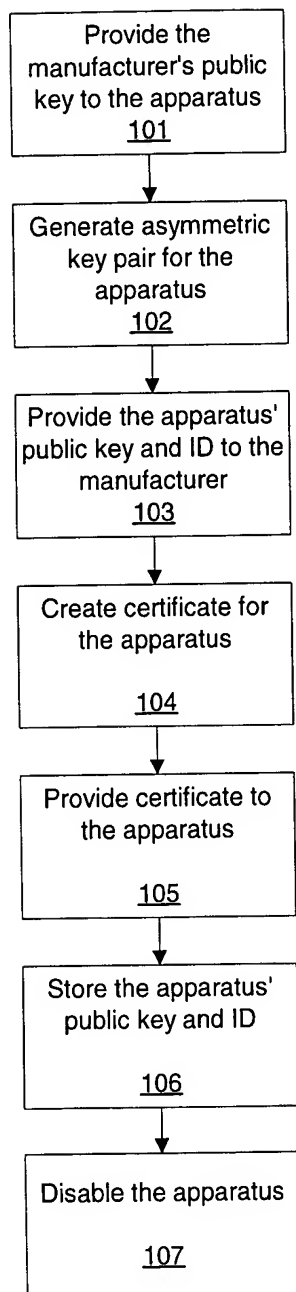 Provide the
manufacturer's public
key to the apparatus
101
Generate asymmetric
key pair for the
apparatus
102
Provide the apparatus'
public key and ID to the
manufacturer
103
Create certificate for
the apparatus
104
Provide certificate to
the apparatus
105
Store the apparatus'
public key and ID
106
Disable the apparatus
107